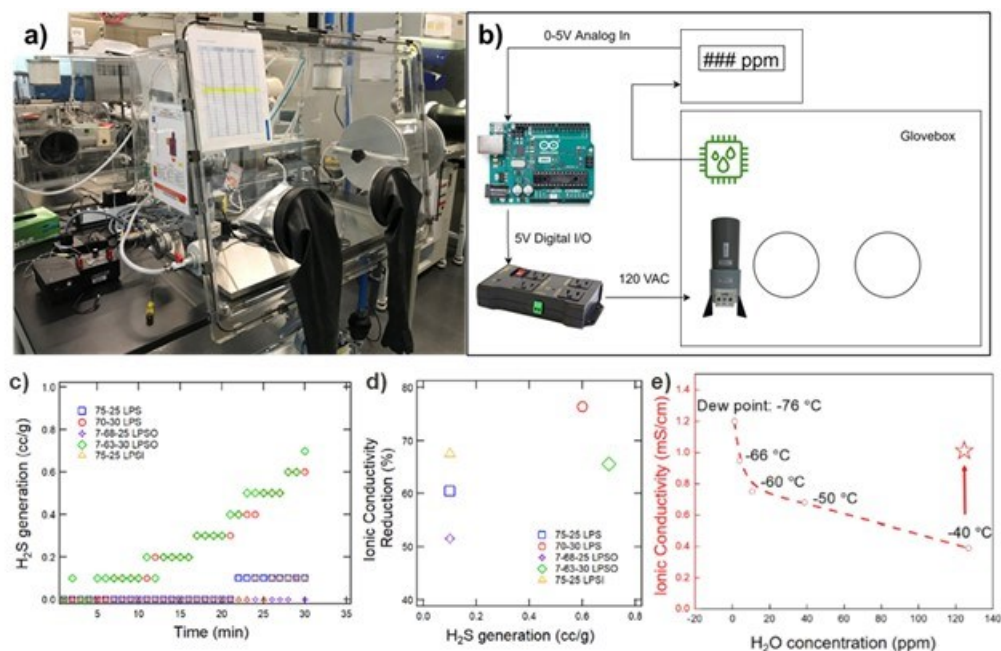 a)
b)
0-5V Analog In
### ppm
Glovebox
5V Digital I/O
120 VAC
c)
H₂S generation (cc/g)
1.0
0.8
0.6
0.4
0.2
0.0
75-25 LPS
70-30 LPS
7-68-25 LPSO
7-63-30 LPSO
75-25 LPSI
5 10 15 20 25 30 35
Time (min)
d)
Ionic Conductivity
Reduction (%)
80
70
60
50
40
75-25 LPS
70-30 LPS
7-68-25 LPSO
7-63-30 LPSO
75-25 LPSI
0.0 0.2 0.4 0.6 0.8
H₂S generation (cc/g)
e)
Ionic Conductivity (mS/cm)
1.4
1.2
1.0
0.8
0.6
0.4
0.2
0.0
Dew point: -76 °C
-66 °C
-60 °C
-50 °C
-40 °C
-20 0 20 40 60 80 100 120 140
H₂O concentration (ppm)